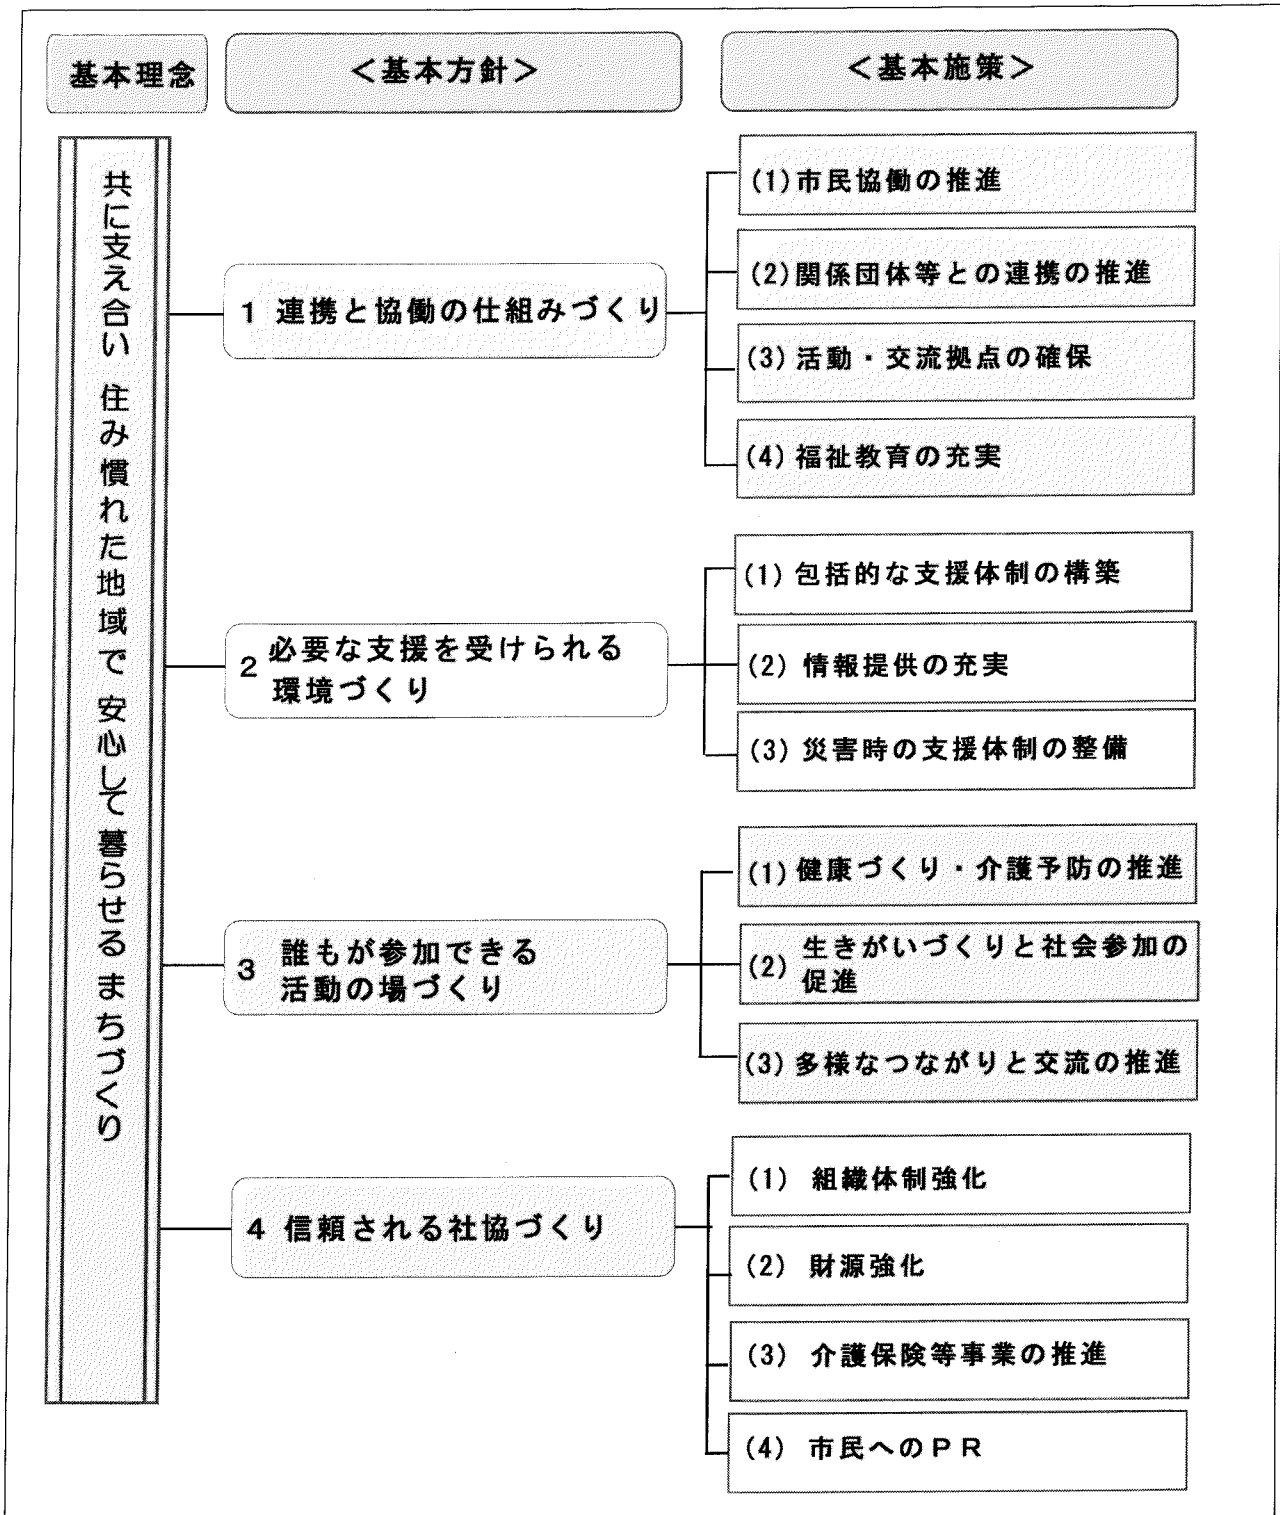 基本理念
＜基本方針＞
＜基本施策＞
共に支え合い 住み慣れた地域で 安心して 暮らせる まちづくり
1 連携と協働の仕組みづくり
(1)市民協働の推進
(2)関係団体等との連携の推進
(3)活動・交流拠点の確保
(4)福祉教育の充実
2 必要な支援を受けられる
環境づくり
(1)包括的な支援体制の構築
(2)情報提供の充実
(3)災害時の支援体制の整備
3 誰もが参加できる
活動の場づくり
(1)健康づくり・介護予防の推進
(2)生きがいづくりと社会参加の
促進
(3)多様なつながりと交流の推進
4 信頼される社協づくり
(1) 組織体制強化
(2) 財源強化
(3) 介護保険等事業の推進
(4) 市民へのＰＲ